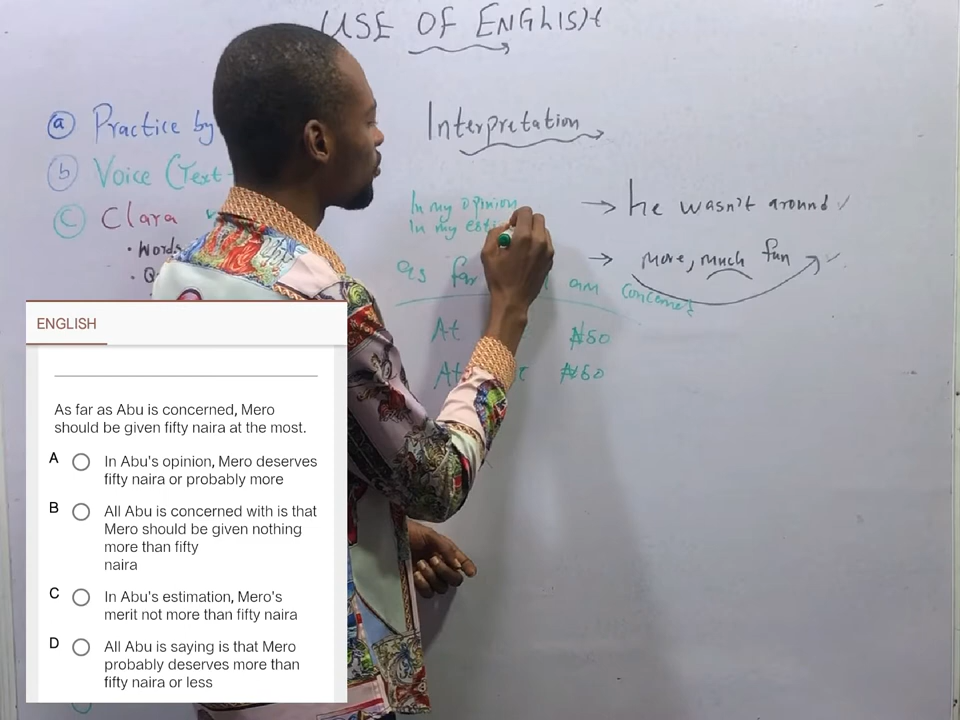 USE OF ENGLISH
Interpretation
(a) Practice by
(b) Voice (Text
(c) Clara
• Words
In my opinion
In my
as far am concerned
→ he wasn't around ✓
→ more, much fun ✓
At ₦50
₦50
ENGLISH
As far as Abu is concerned, Mero
should be given fifty naira at the most.
A In Abu's opinion, Mero deserves
fifty naira or probably more
B All Abu is concerned with is that
Mero should be given nothing
more than fifty
naira
C In Abu's estimation, Mero's
merit not more than fifty naira
D All Abu is saying is that Mero
probably deserves more than
fifty naira or less